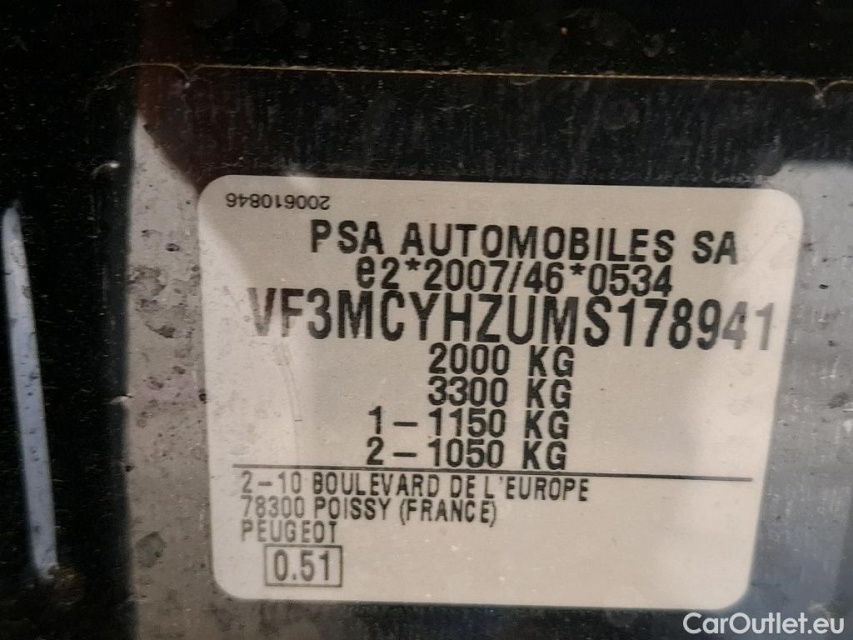 200610846
PSA AUTOMOBILES SA
e2*2007/46*0534
VF3MCYHZUMS178941
2000 KG
3300 KG
1-1150 KG
2-1050 KG
2-10 BOULEVARD DE L'EUROPE
78300 POISSY (FRANCE)
PEUGEOT
0.51
CarOutlet.eu